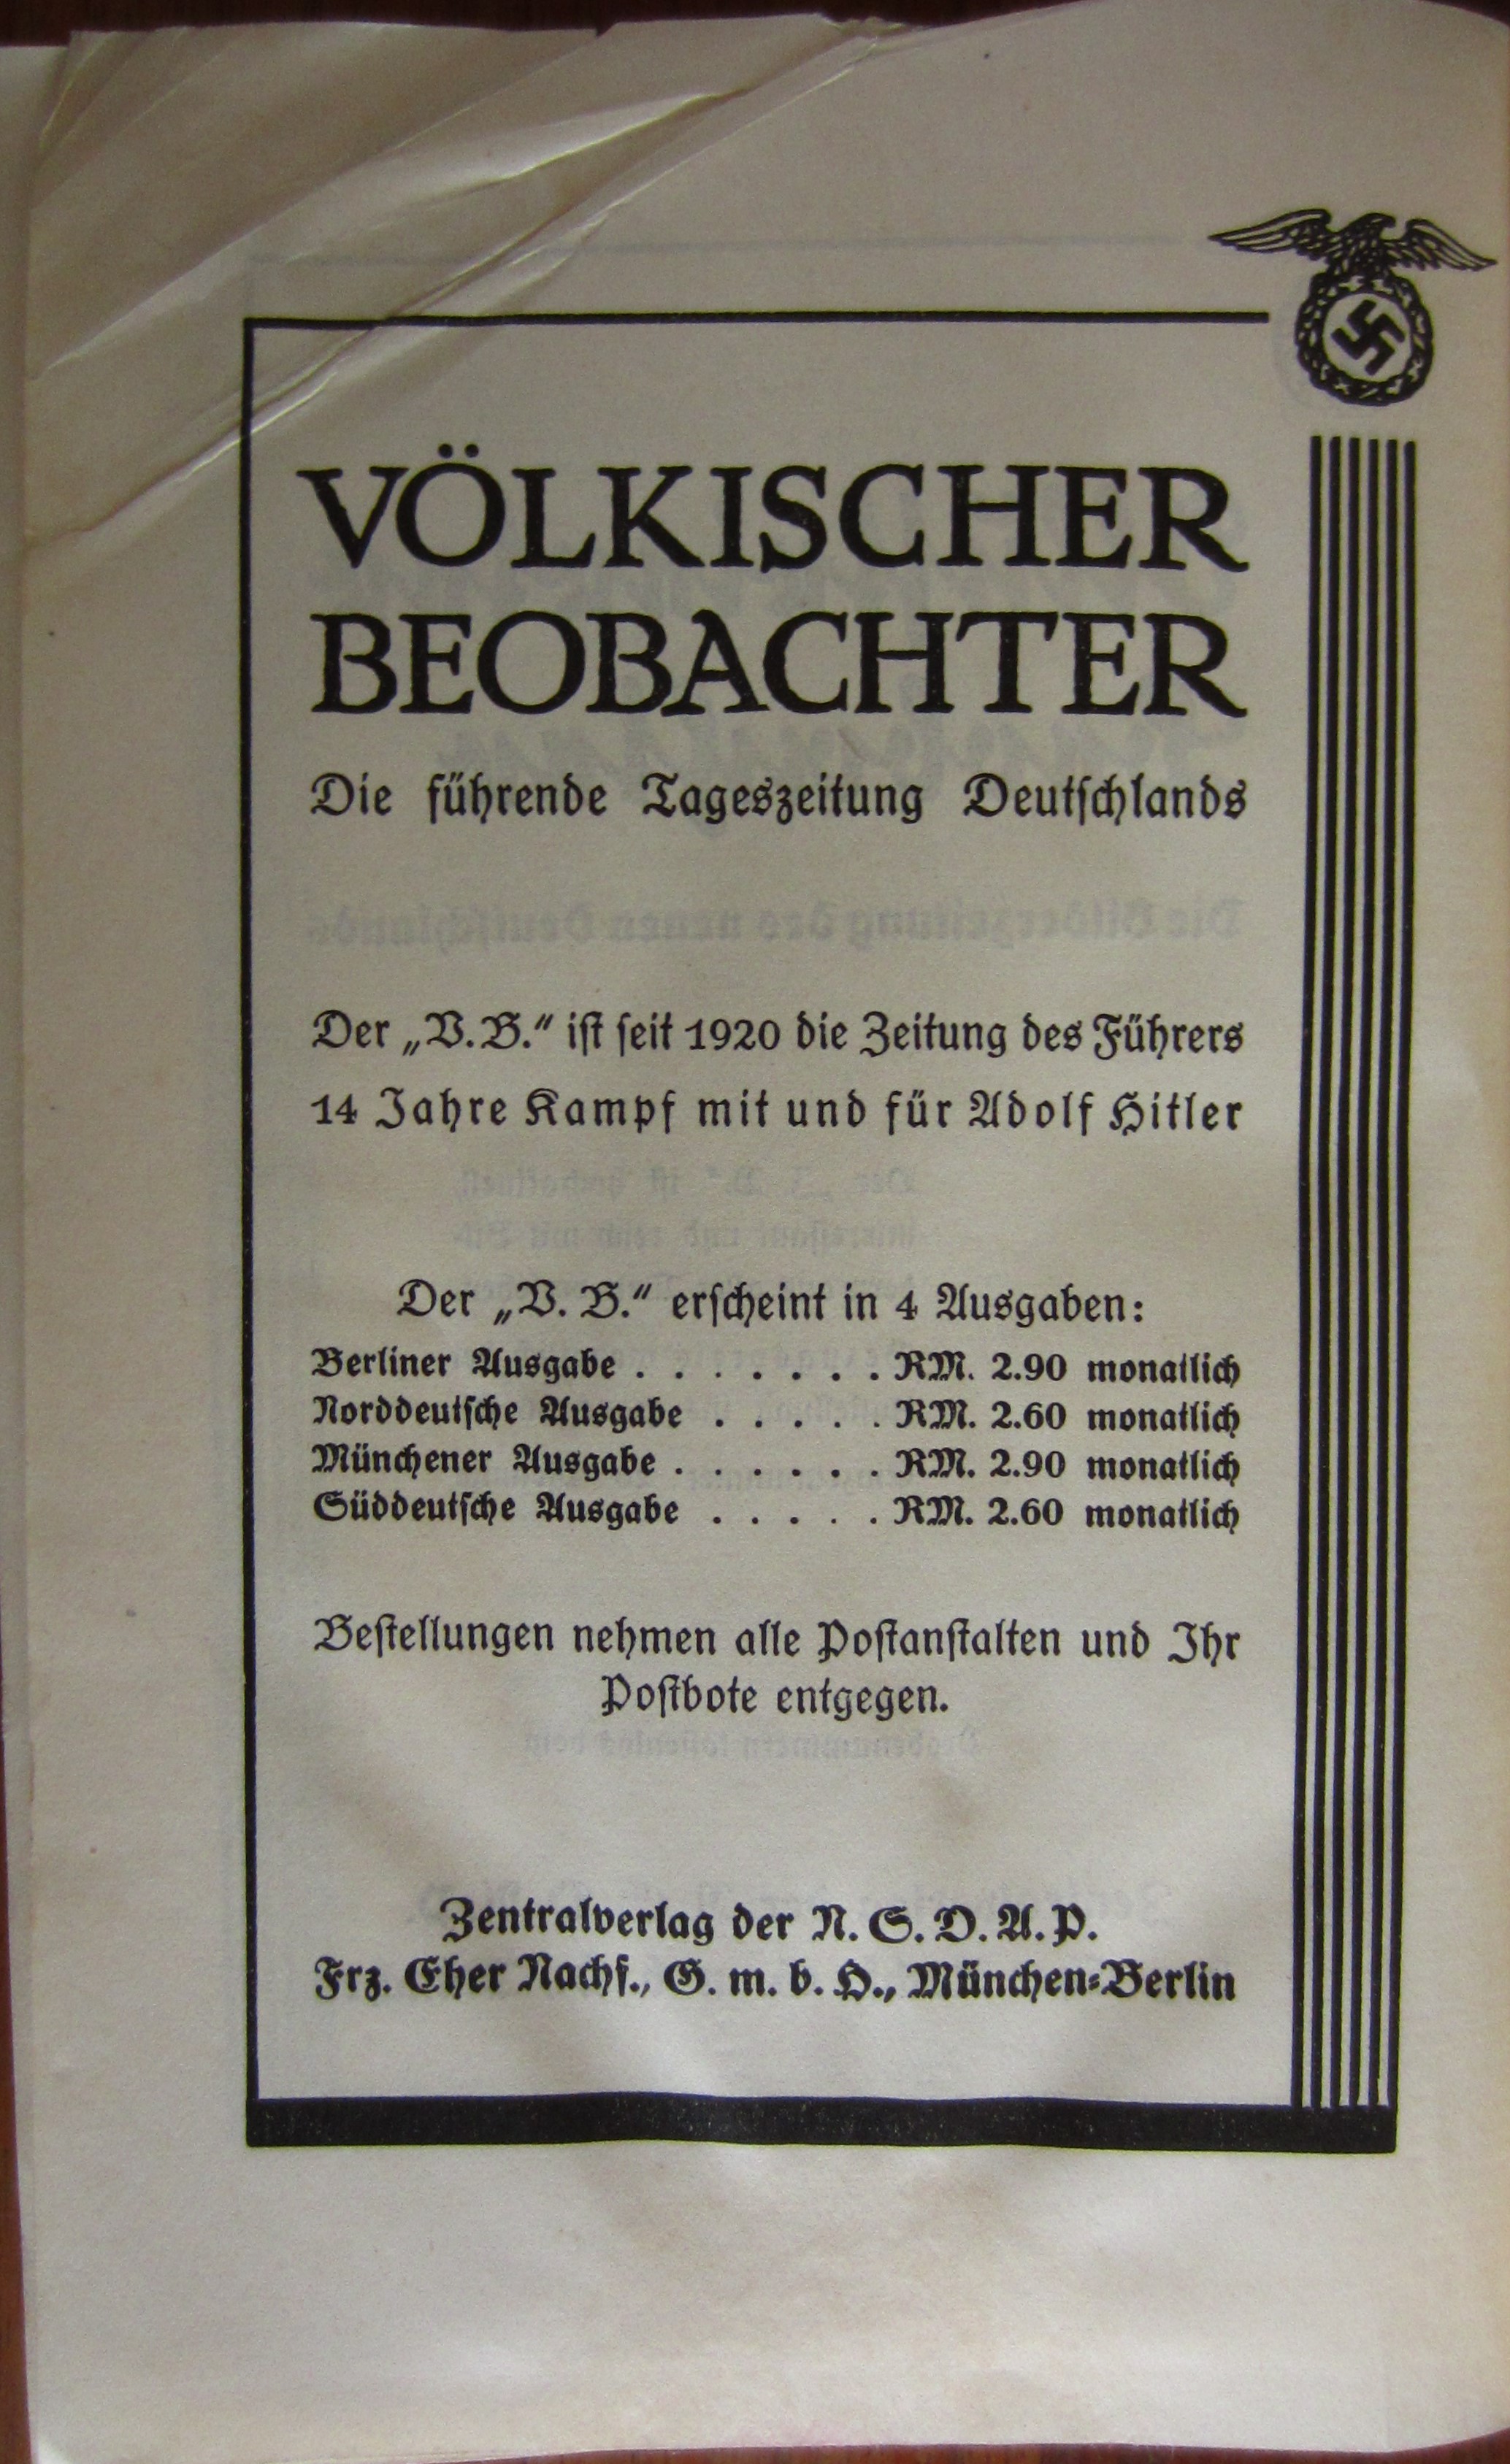 VÖLKISCHER
BEOBACHTER
Die führende Tageszeitung Deutſchlands
Der „V. B.“ iſt ſeit 1920 die Zeitung des Führers
14 Jahre Kampf mit und für Adolf Hitler
Der „V. B.“ erſcheint in 4 Ausgaben:
Berliner Ausgabe . . . . . . . RM. 2.90 monatlich
Norddeutſche Ausgabe . . . . . RM. 2.60 monatlich
Münchener Ausgabe . . . . . . RM. 2.90 monatlich
Süddeutſche Ausgabe . . . . . RM. 2.60 monatlich
Beſtellungen nehmen alle Poſtanſtalten und Ihr
Poſtbote entgegen.
Zentralverlag der N. S. D. A. P.
Frz. Eher Nachf., G. m. b. H., München-Berlin